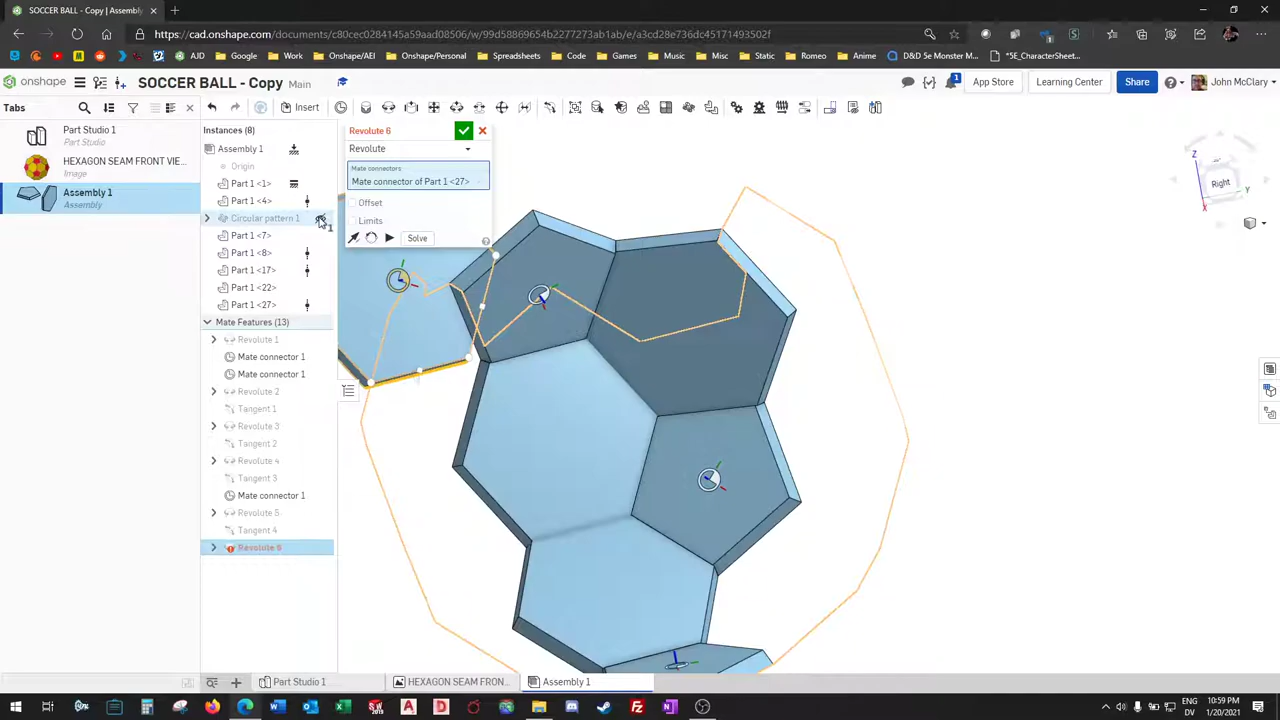 SOCCER BALL - Copy | Assembly
https://cad.onshape.com/documents/c80cec0284145a59aad08506/w/99d58869654b2277273ab1ab/e/a3cd28e736dc45171493502f
AJD Google Onshape/AEI Onshape/Personal Spreadsheets Code Games Music Misc Static Romeo D&D 5e Monster M... *5E_CharacterSheet...
onshape SOCCER BALL - Copy Main 1 App Store Learning Center Share John McClary
Tabs Insert
Part Studio 1
Part Studio
HEXAGON SEAM FRONT VIE...
Image
Assembly 1
Assembly
Instances (8)
Assembly 1
Origin
Part 1 <1>
Part 1 <4>
Circular pattern 1
Part 1 <7>
Part 1 <8>
Part 1 <17>
Part 1 <22>
Part 1 <27>
Mate Features (13)
Revolute 1
Mate connector 1
Mate connector 1
Revolute 2
Tangent 1
Revolute 3
Tangent 2
Revolute 4
Tangent 3
Mate connector 1
Revolute 5
Tangent 4
Revolute 6
Revolute 6
Revolute
Mate connectors
Mate connector of Part 1 <27>
Offset
Limits
Solve
1
Z
Right
Y
X
Part Studio 1 HEXAGON SEAM FRON... Assembly 1
ENG 10:59 PM
DV 1/20/2021